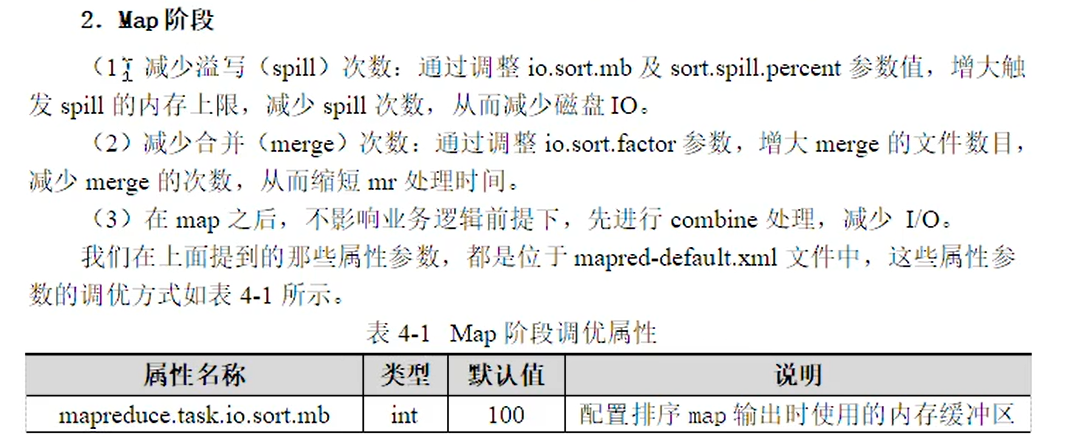 2．Map 阶段
（1）减少溢写（spill）次数：通过调整 io.sort.mb 及 sort.spill.percent 参数值，增大触
发 spill 的内存上限，减少 spill 次数，从而减少磁盘 IO。
（2）减少合并（merge）次数：通过调整 io.sort.factor 参数，增大 merge 的文件数目，
减少 merge 的次数，从而缩短 mr 处理时间。
（3）在 map 之后，不影响业务逻辑前提下，先进行 combine 处理，减少 I/O。
我们在上面提到的那些属性参数，都是位于 mapred-default.xml 文件中，这些属性参
数的调优方式如表 4-1 所示。
表 4-1 Map 阶段调优属性
属性名称 类型 默认值 说明
mapreduce.task.io.sort.mb int 100 配置排序 map 输出时使用的内存缓冲区